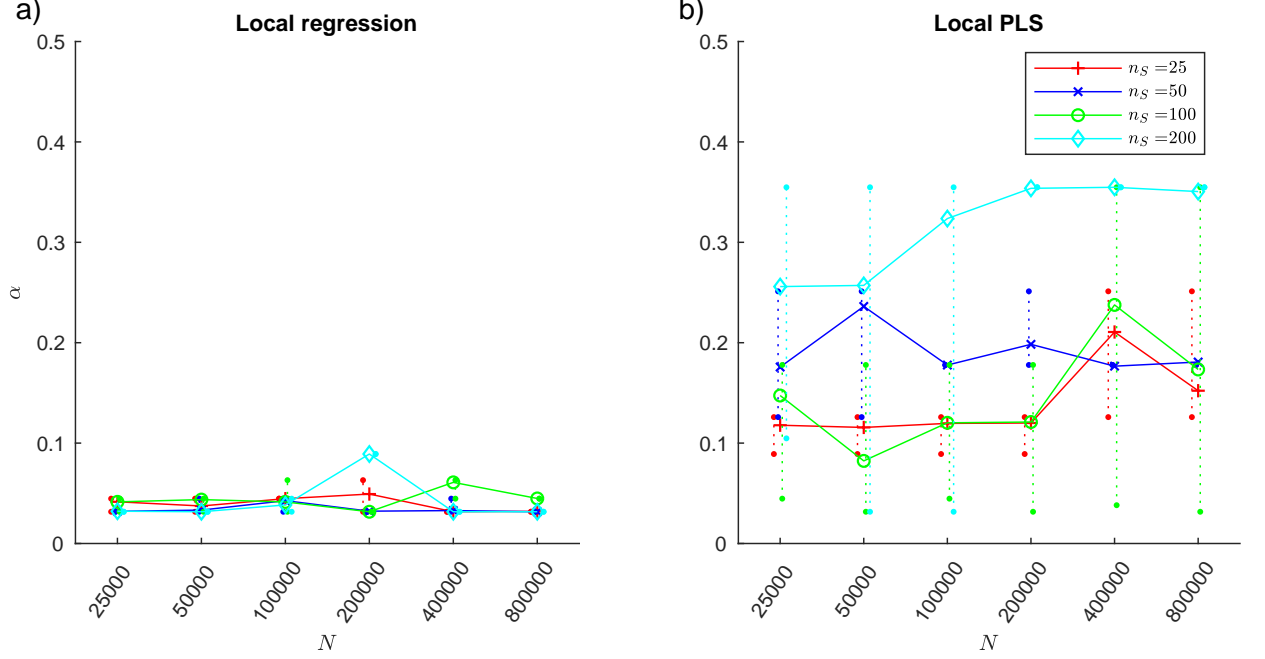 a)
Local regression
0.5
0.4
0.3
0.2
0.1
0
α
25000
50000
100000
200000
400000
800000
N
b)
Local PLS
0.5
0.4
0.3
0.2
0.1
0
n_S =25
n_S =50
n_S =100
n_S =200
25000
50000
100000
200000
400000
800000
N